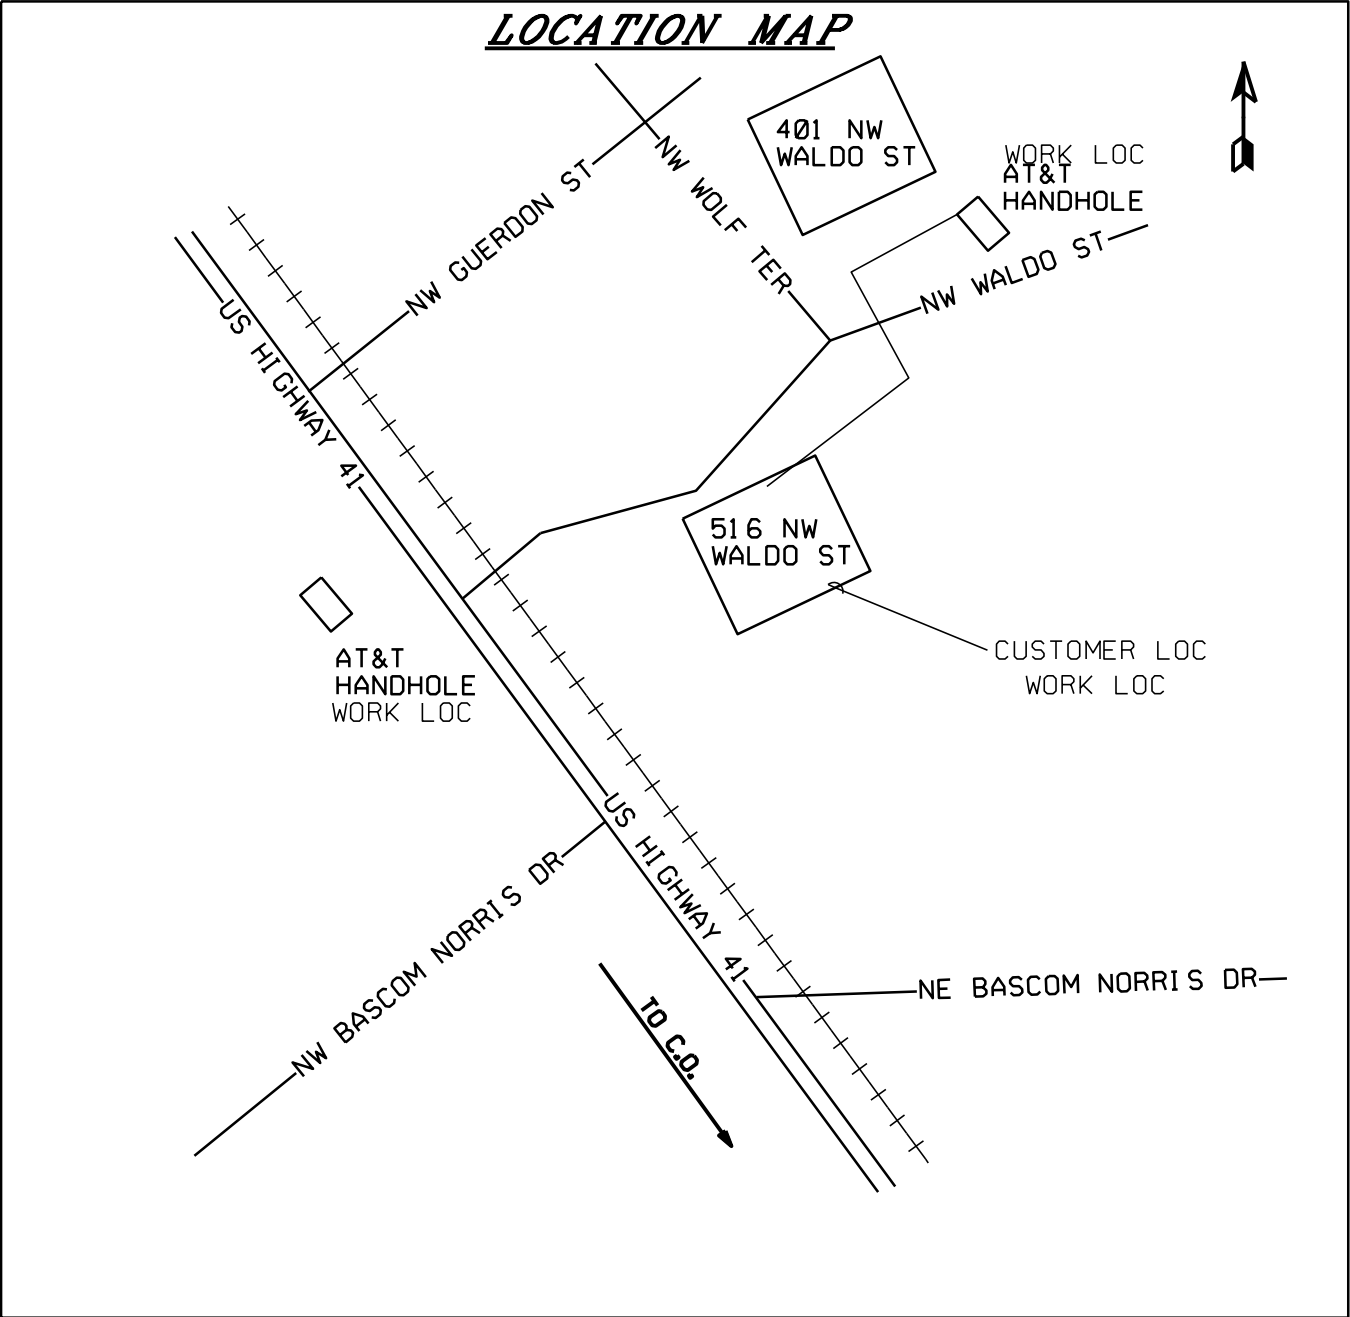 LOCATION MAP
401 NW
WALDO ST
WORK LOC
AT&T
HANDHOLE
NW WOLF TER
NW GUERDON ST
NW WALDO ST
US HIGHWAY 41
516 NW
WALDO ST
CUSTOMER LOC
WORK LOC
AT&T
HANDHOLE
WORK LOC
US HIGHWAY 41
NW BASCOM NORRIS DR
NE BASCOM NORRIS DR
TO C.O.